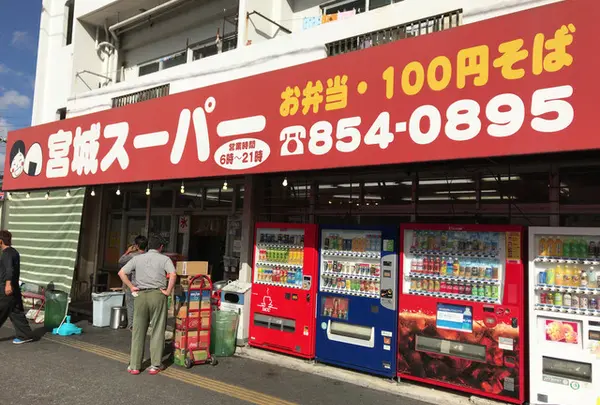 お弁当・100円そば
宮城スーパー
営業時間
6時~21時
☎854-0895